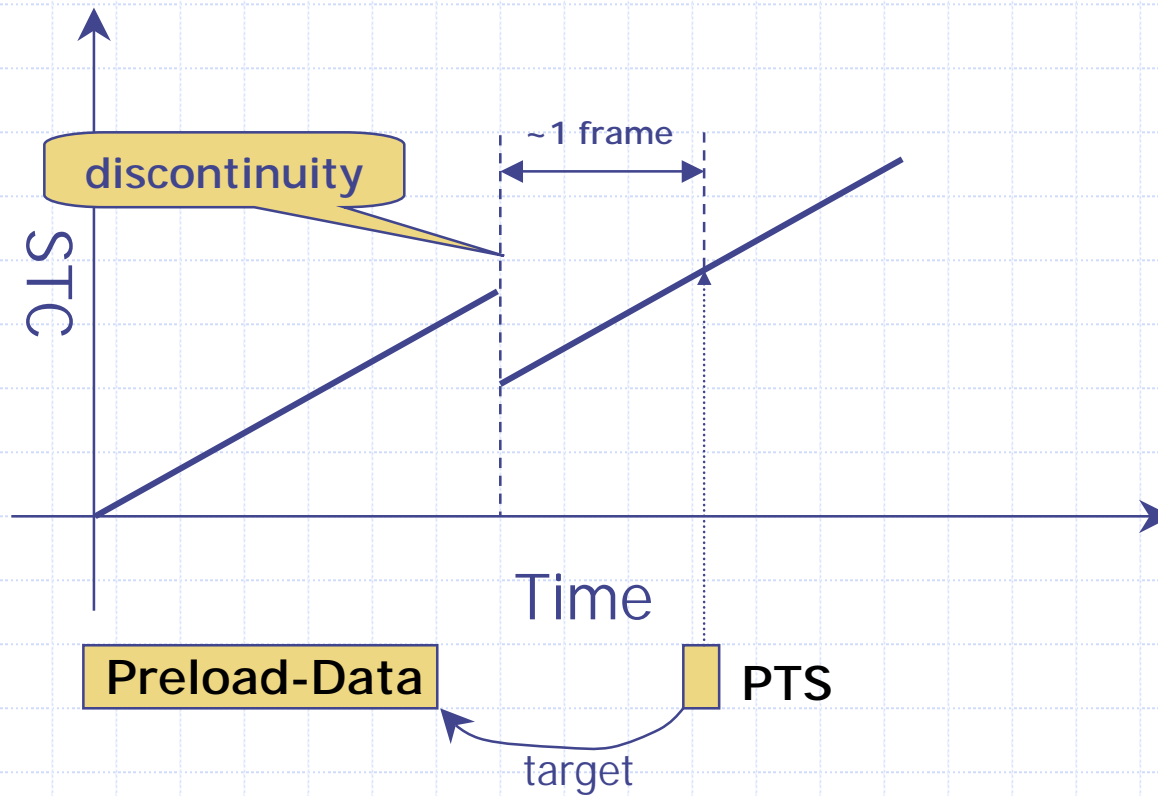 ~1 frame
discontinuity
STC
Time
Preload-Data
PTS
target